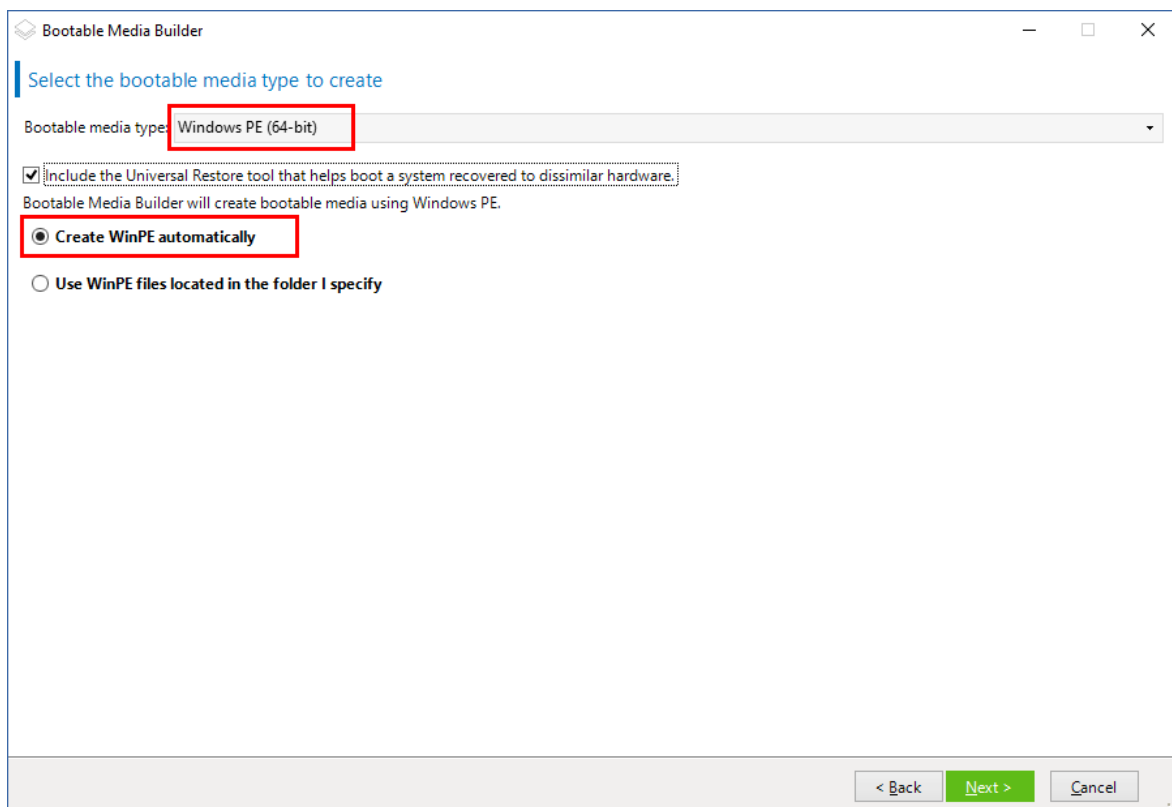 Bootable Media Builder
Select the bootable media type to create
Bootable media type: Windows PE (64-bit)
Include the Universal Restore tool that helps boot a system recovered to dissimilar hardware.
Bootable Media Builder will create bootable media using Windows PE.
Create WinPE automatically
Use WinPE files located in the folder I specify
< Back Next > Cancel